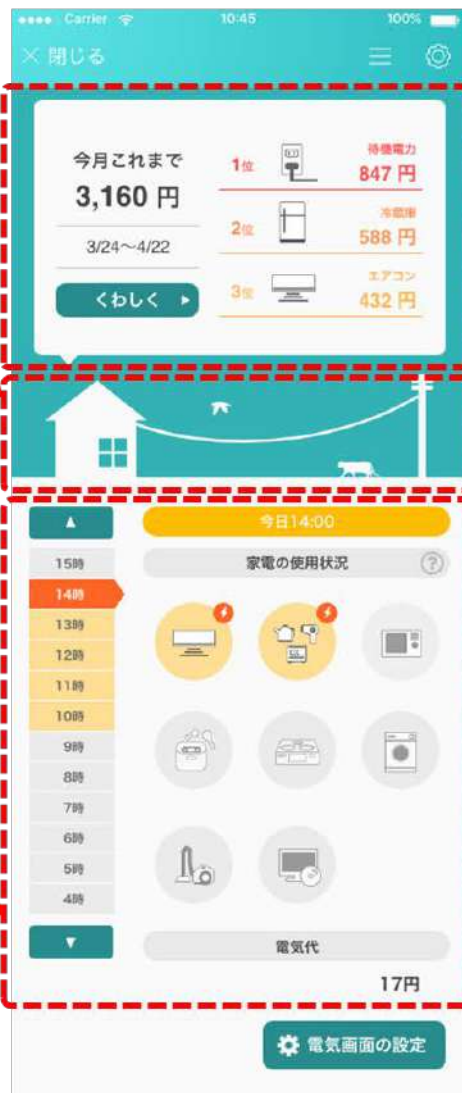 Carrier 10:45 100%
× 閉じる
今月これまで
3,160 円
3/24～4/22
くわしく
1位
待機電力
847 円
2位
冷蔵庫
588 円
3位
エアコン
432 円
今日14:00
家電の使用状況
?
15時
14時
13時
12時
11時
10時
9時
8時
7時
6時
5時
4時
電気代
17円
電気画面の設定